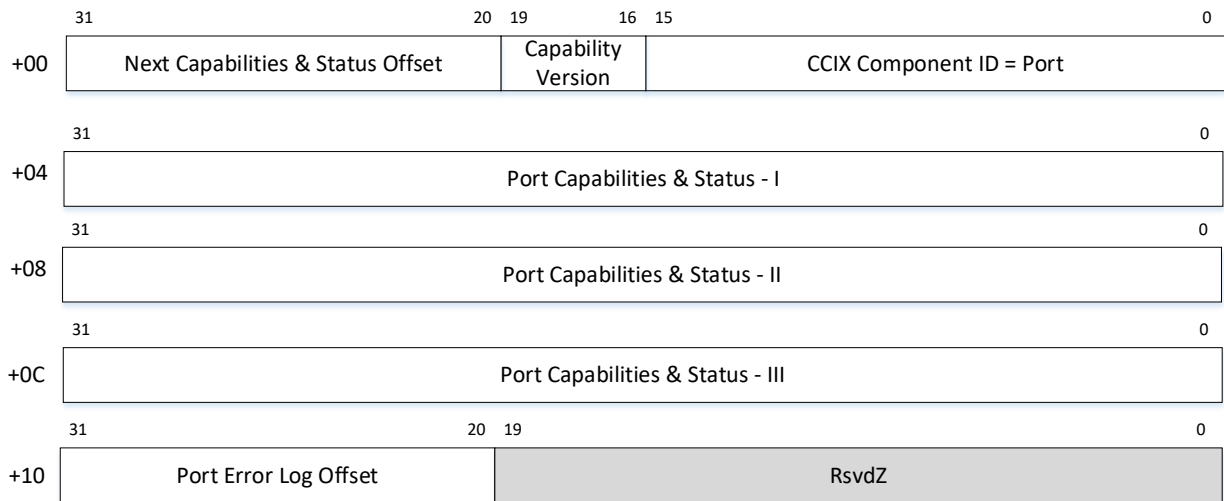 31 20 19 16 15 0
+00 Next Capabilities & Status Offset Capability Version CCIX Component ID = Port
31 0
+04 Port Capabilities & Status - I
31 0
+08 Port Capabilities & Status - II
31 0
+0C Port Capabilities & Status - III
31 20 19 0
+10 Port Error Log Offset RsvdZ